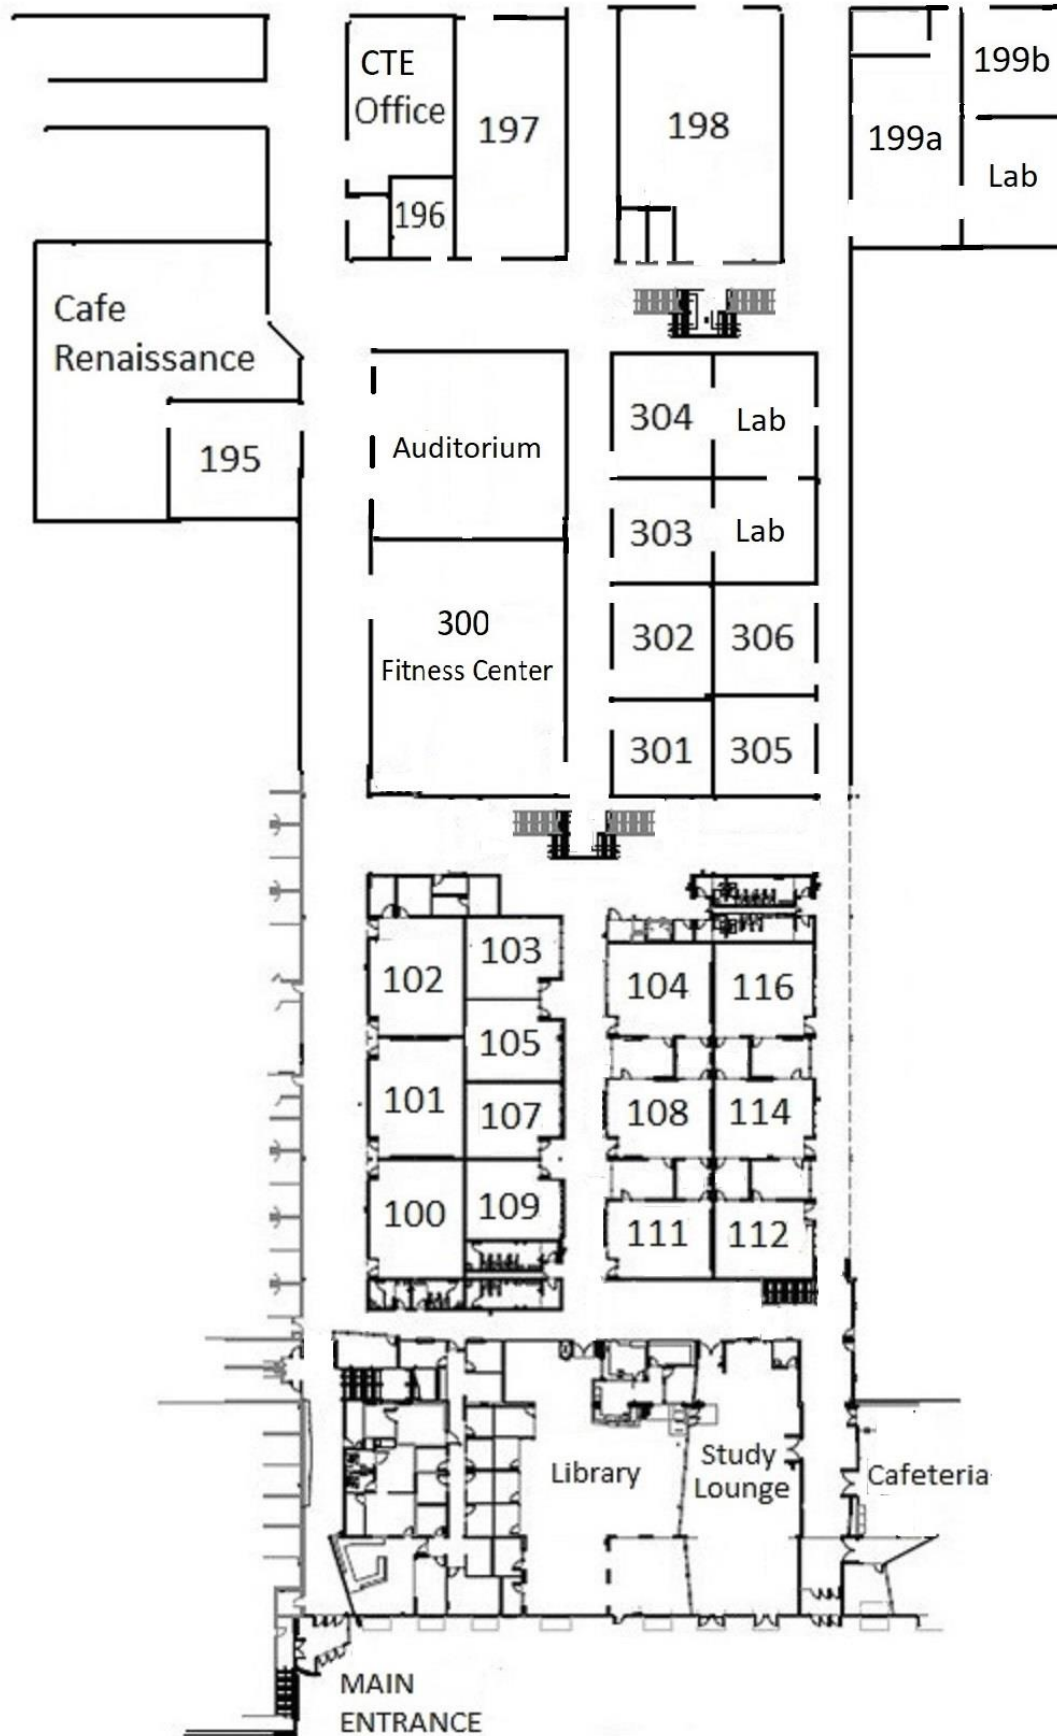 CTE
Office
197
198
199b
199a
Lab
196
Cafe
Renaissance
195
Auditorium
304
Lab
303
Lab
300
Fitness Center
302
306
301
305
102
103
104
116
105
101
107
108
114
100
109
111
112
Library
Study
Lounge
Cafeteria
MAIN
ENTRANCE